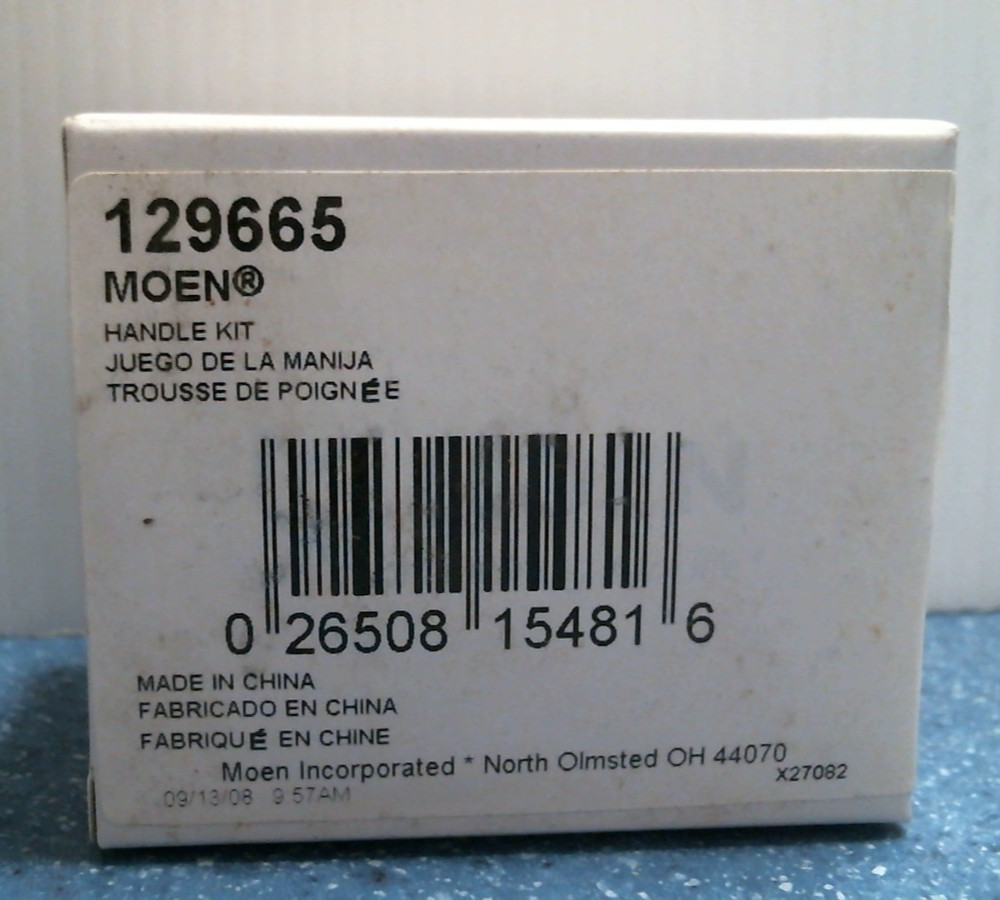 129665
MOEN®
HANDLE KIT
JUEGO DE LA MANIJA
TROUSSE DE POIGNÉE
0 26508 15481 6
MADE IN CHINA
FABRICADO EN CHINA
FABRIQUÉ EN CHINE
Moen Incorporated * North Olmsted OH 44070
X27082
09/13/08 9:57AM